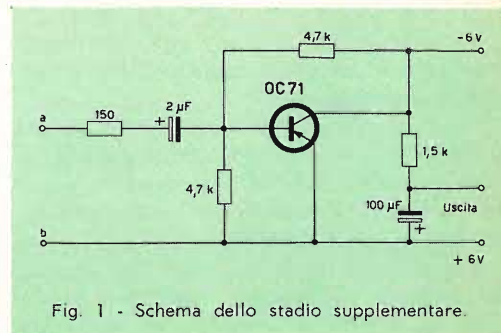 4,7 k
-6 V
OC71
2 µF
150
+
a
1,5 k
4,7 k
100 µF
Uscita
+
b
+ 6 V
Fig. 1 - Schema dello stadio supplementare.